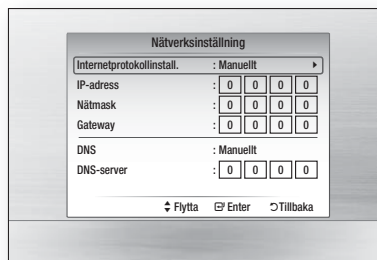 Nätverksinställning
Internetprotokollinstall. : Manuellt
IP-adress : 0 0 0 0
Nätmask : 0 0 0 0
Gateway : 0 0 0 0
DNS : Manuellt
DNS-server : 0 0 0 0
Flytta Enter Tillbaka